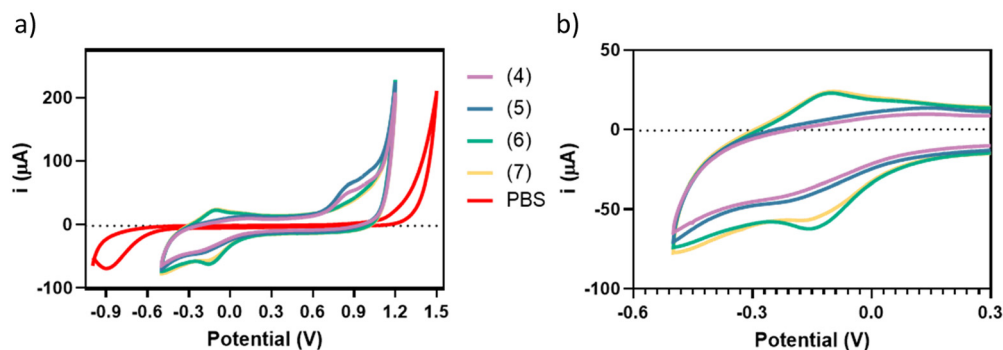 a)
i (µA)
200
100
0
-100
-0.9 -0.6 -0.3 0.0 0.3 0.6 0.9 1.2 1.5
Potential (V)
(4)
(5)
(6)
(7)
PBS
b)
i (µA)
50
0
-50
-100
-0.6 -0.3 0.0 0.3
Potential (V)